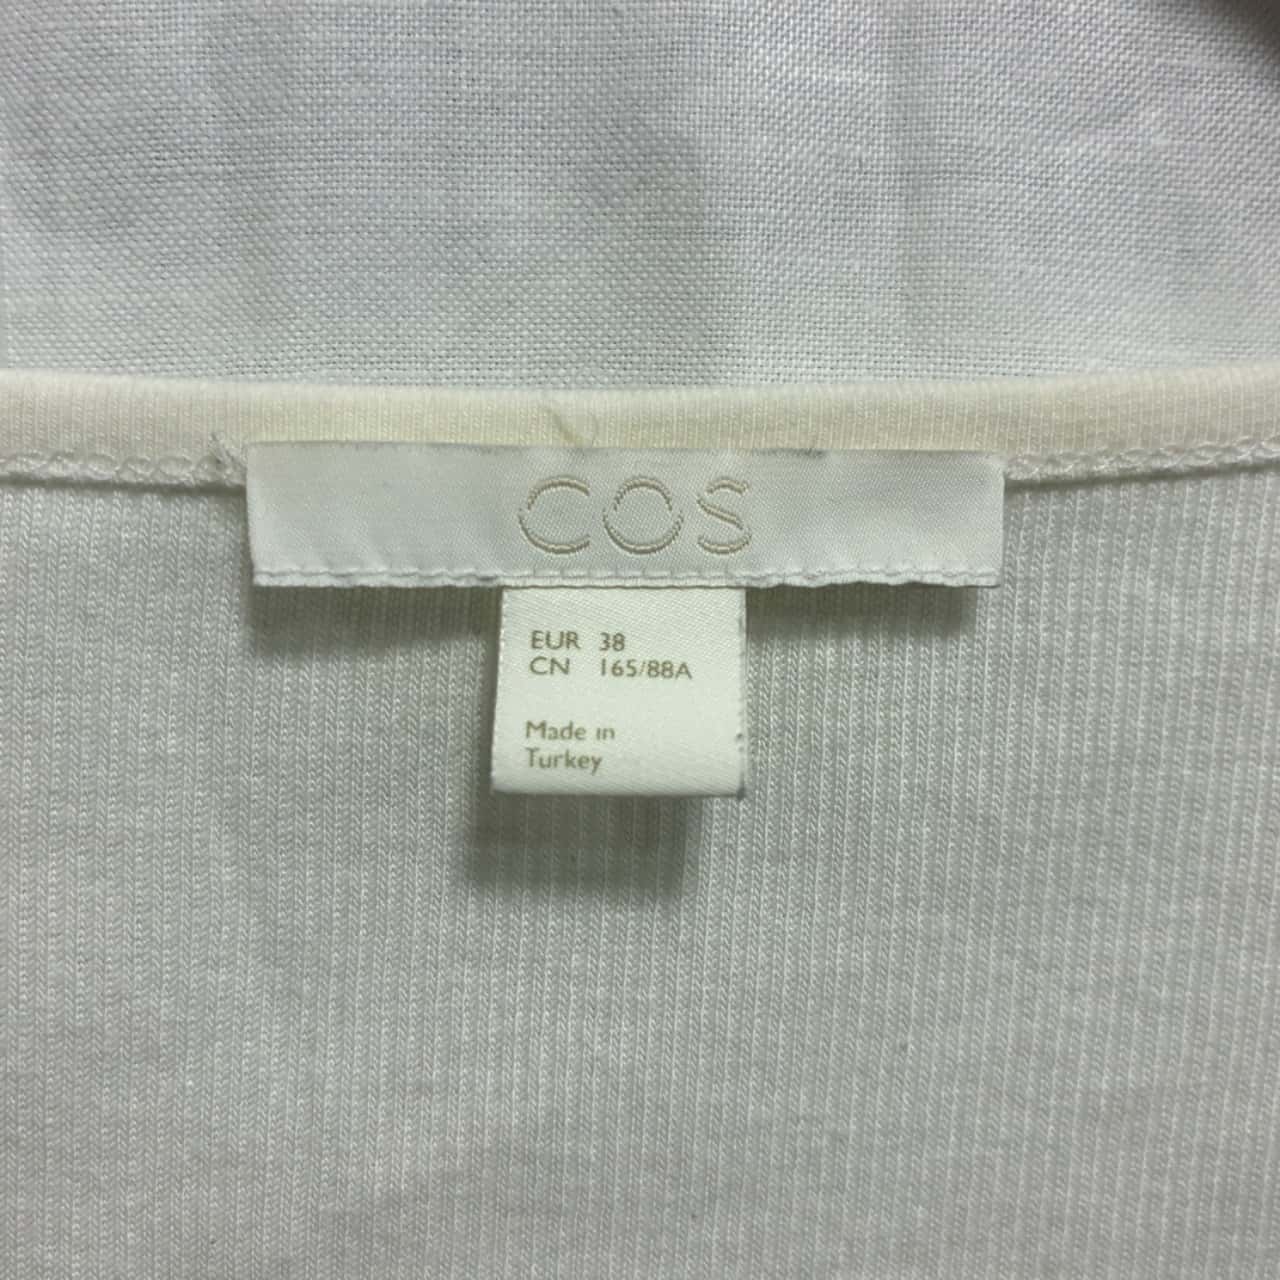 COS
EUR 38
CN 165/88A
Made in
Turkey